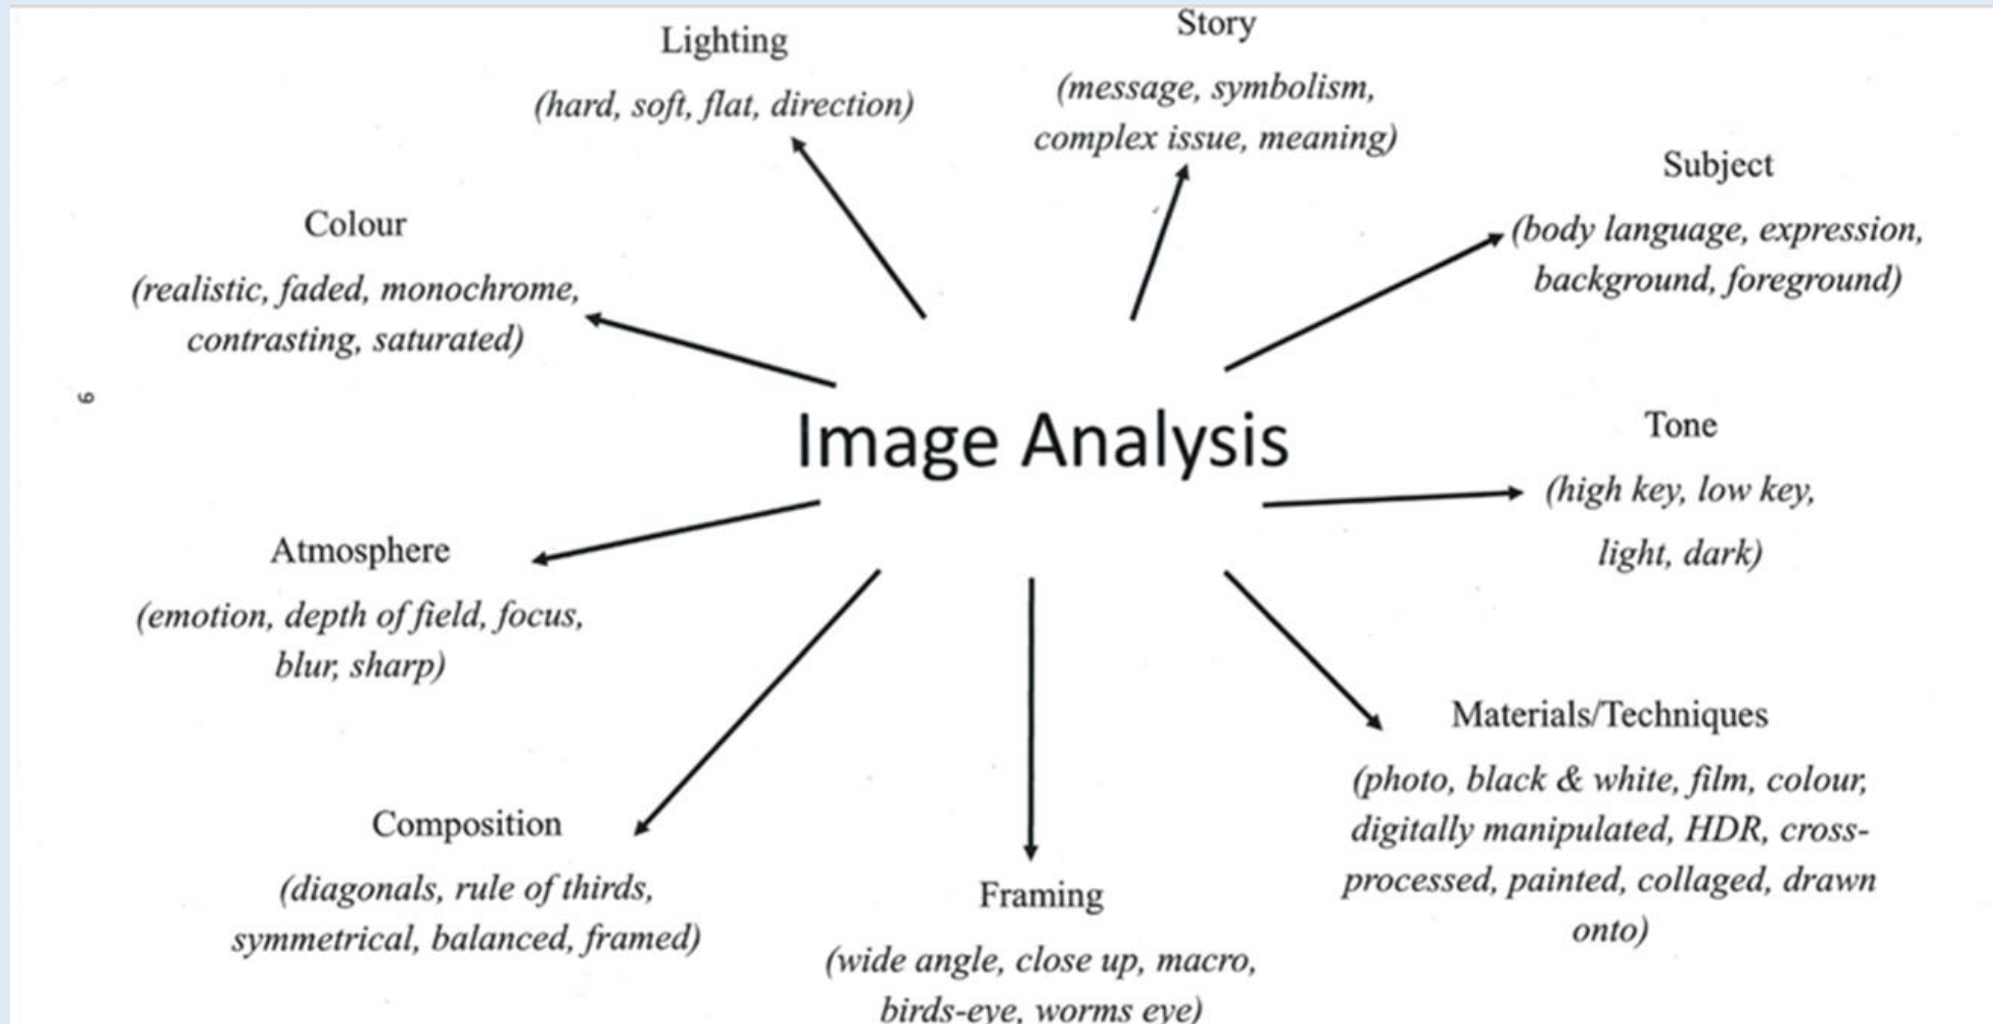 Lighting
(hard, soft, flat, direction)
Story
(message, symbolism,
complex issue, meaning)
Subject
(body language, expression,
background, foreground)
Colour
(realistic, faded, monochrome,
contrasting, saturated)
6
Image Analysis
Tone
(high key, low key,
light, dark)
Atmosphere
(emotion, depth of field, focus,
blur, sharp)
Materials/Techniques
(photo, black & white, film, colour,
digitally manipulated, HDR, cross-
processed, painted, collaged, drawn
onto)
Composition
(diagonals, rule of thirds,
symmetrical, balanced, framed)
Framing
(wide angle, close up, macro,
birds-eye, worms eye)